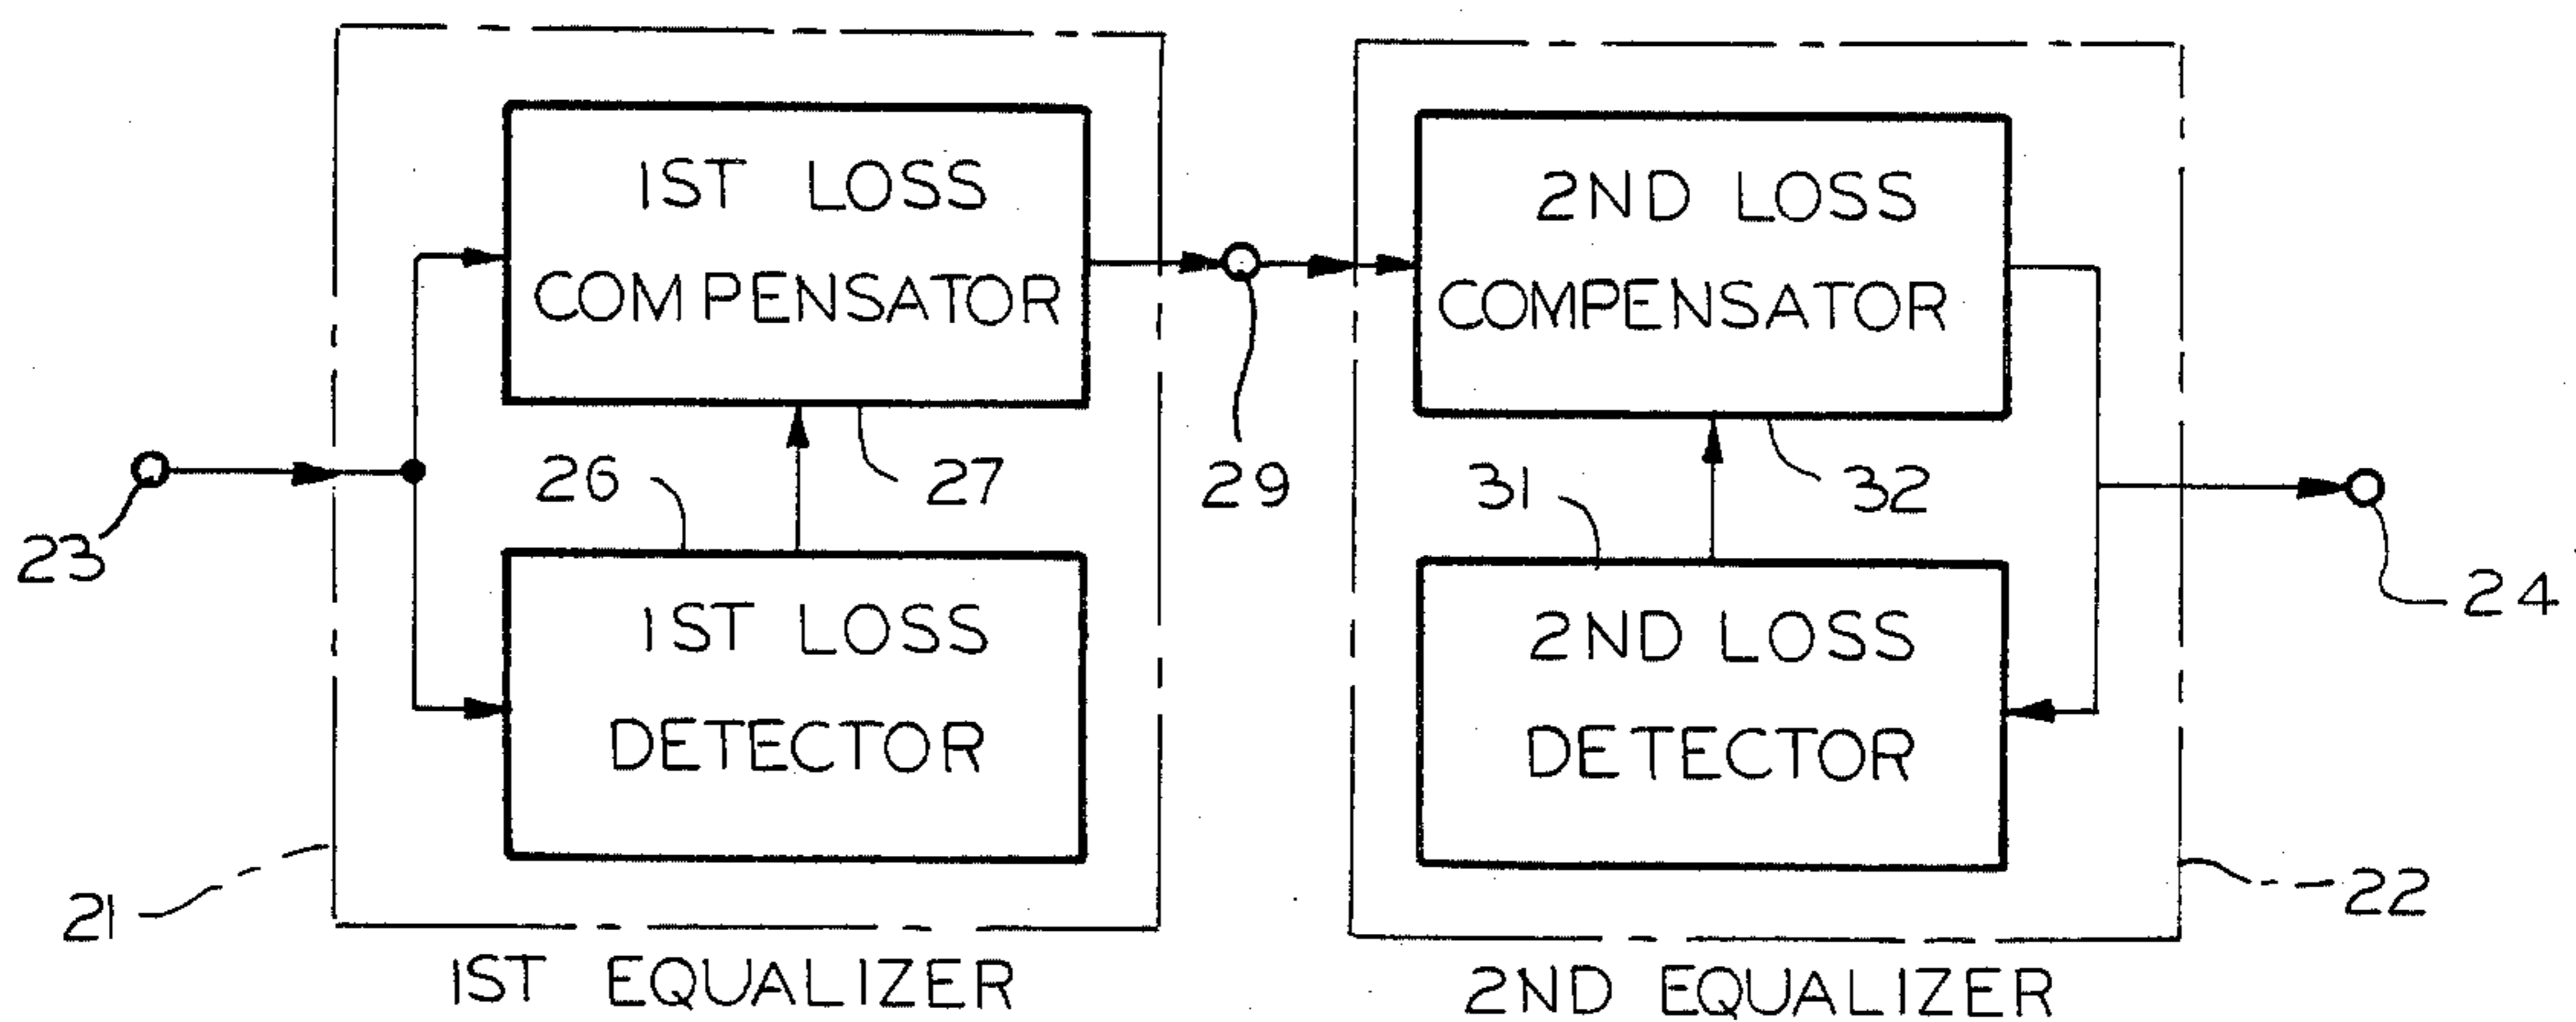 1ST LOSS
COMPENSATOR
2ND LOSS
COMPENSATOR
23
26
27
29
31
32
24
1ST LOSS
DETECTOR
2ND LOSS
DETECTOR
21
22
1ST EQUALIZER
2ND EQUALIZER